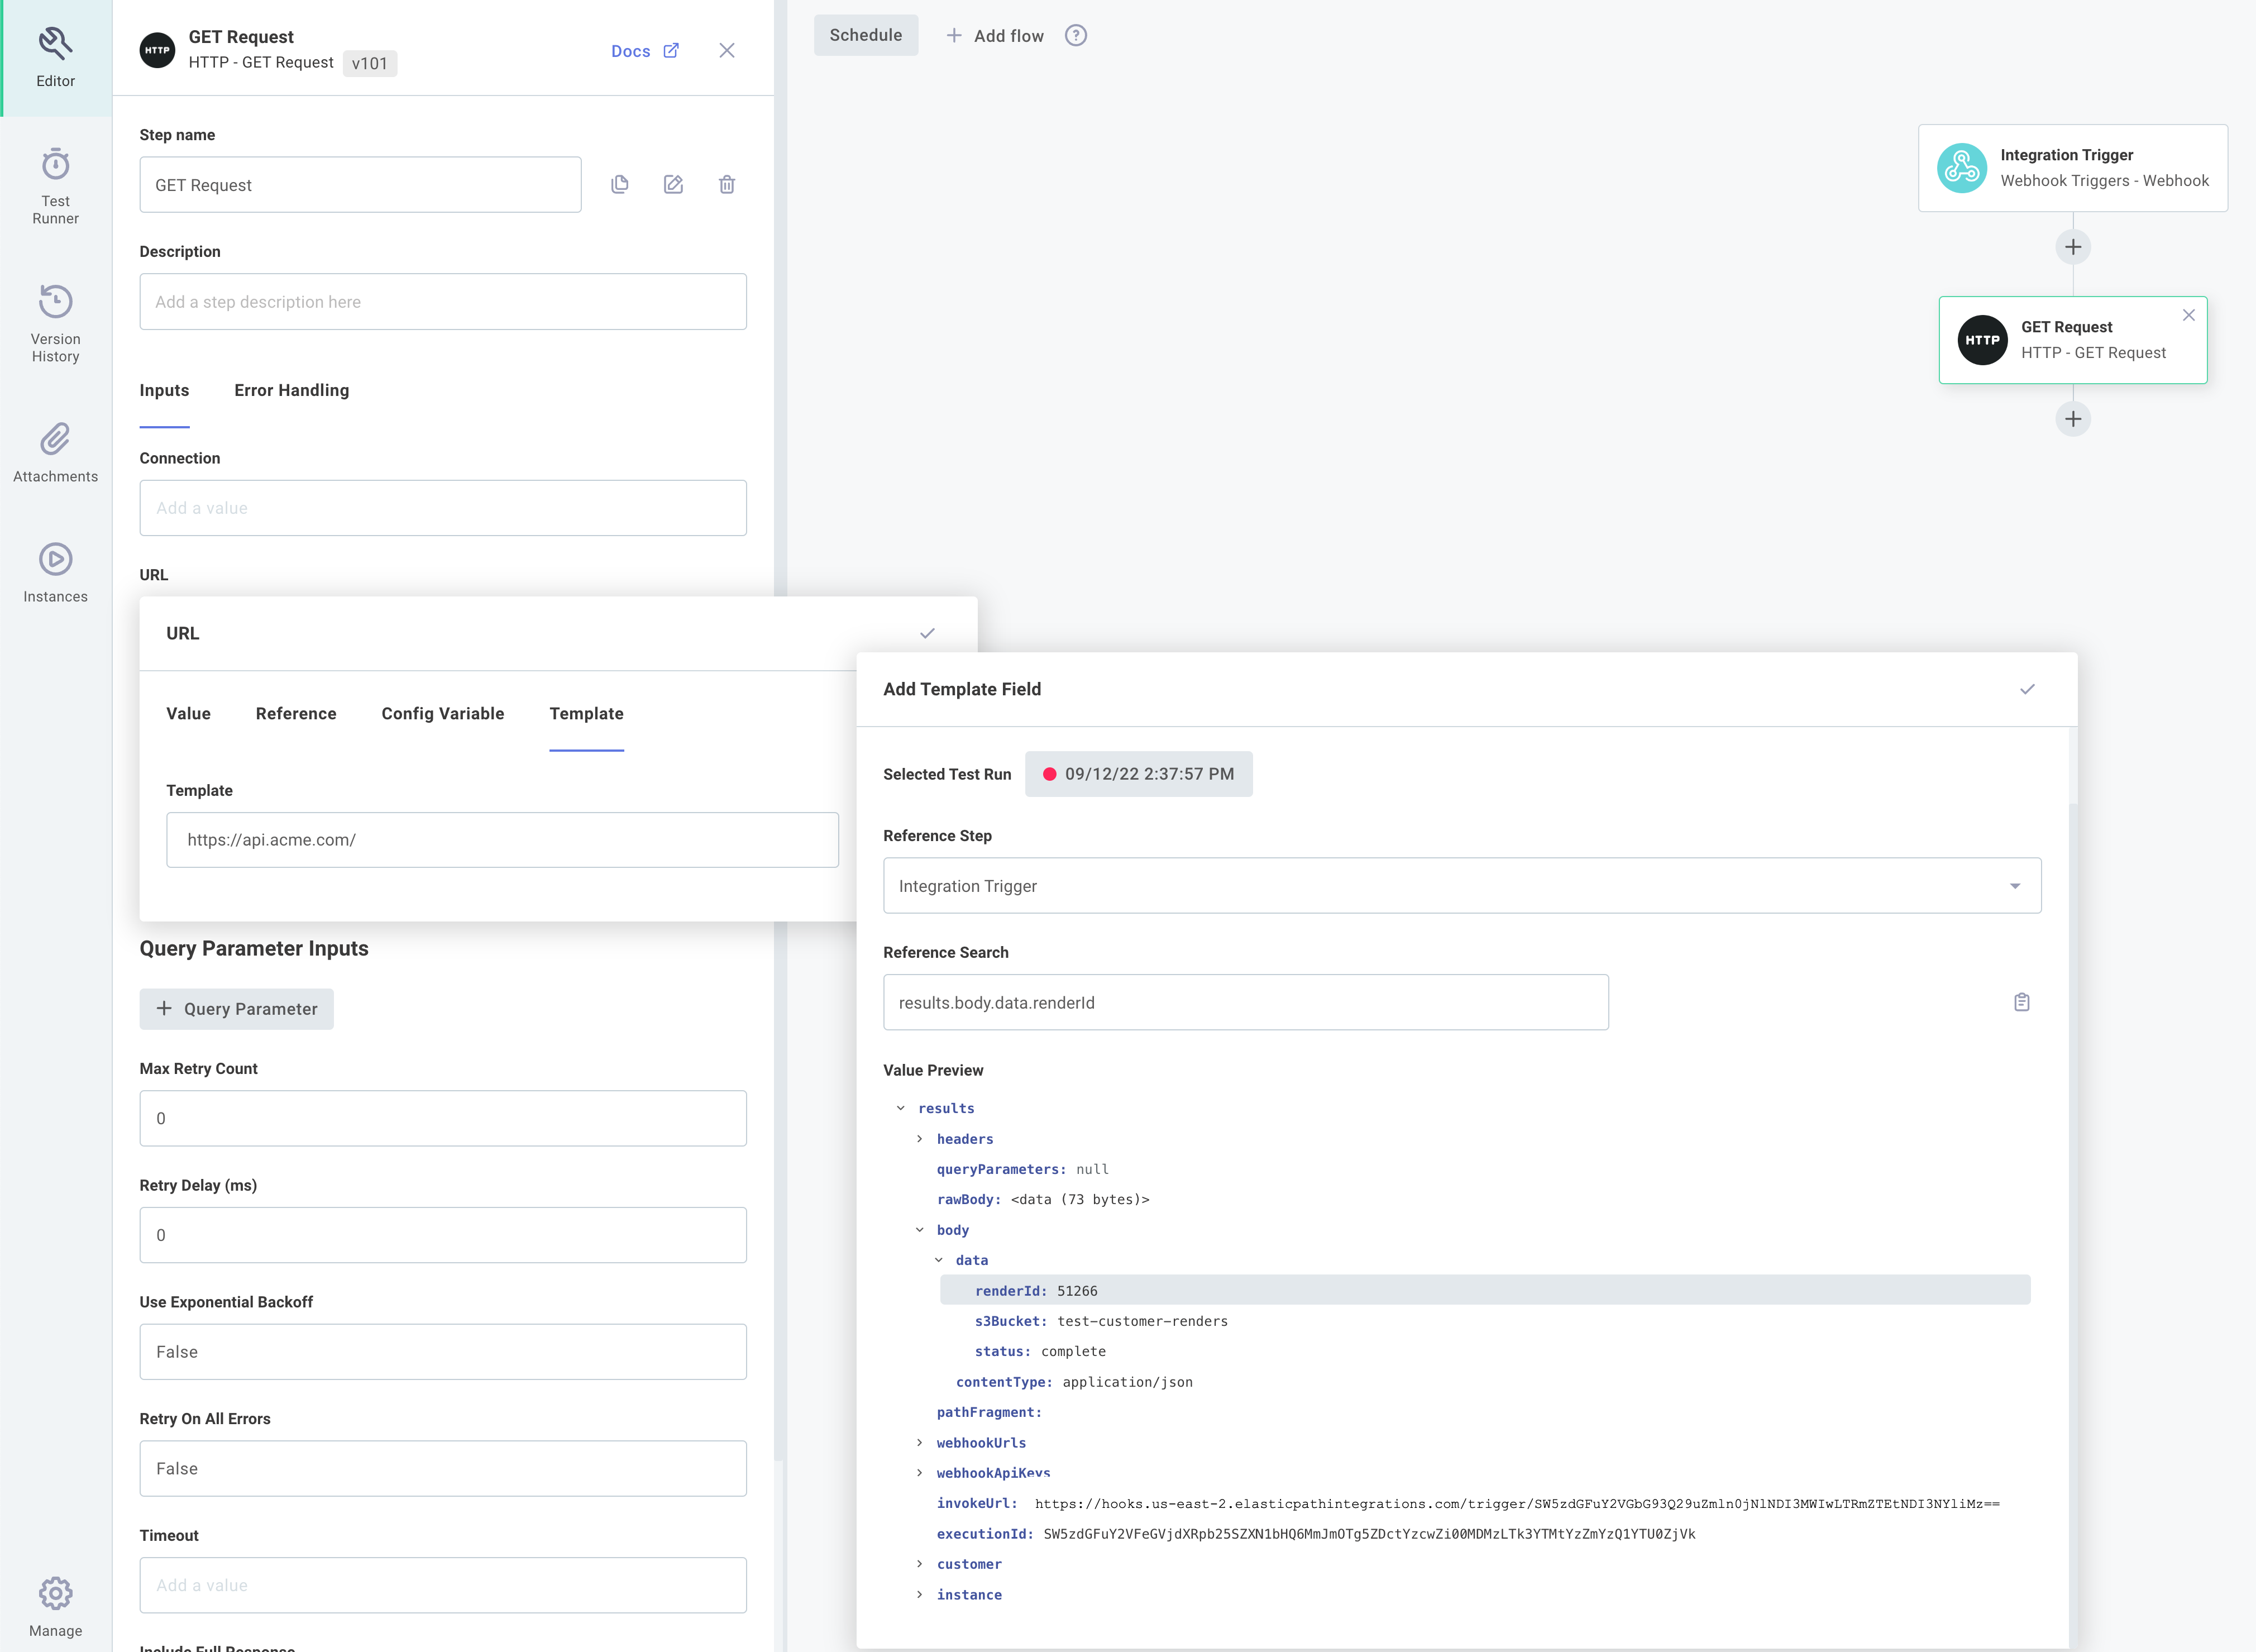 Editor
Test
Runner
Version
History
Attachments
Instances
Manage
HTTP
GET Request
HTTP - GET Request v101
Docs
Step name
GET Request
Description
Add a step description here
Inputs Error Handling
Connection
Add a value
URL
URL
Value Reference Config Variable Template
Template
https://api.acme.com/
Query Parameter Inputs
Query Parameter
Max Retry Count
0
Retry Delay (ms)
0
Use Exponential Backoff
False
Retry On All Errors
False
Timeout
Add a value
Include Full Response
Schedule Add flow ?
Integration Trigger
Webhook Triggers - Webhook
HTTP
GET Request
HTTP - GET Request
Add Template Field
Selected Test Run 09/12/22 2:37:57 PM
Reference Step
Integration Trigger
Reference Search
results.body.data.renderId
Value Preview
results
headers
queryParameters: null
rawBody: <data (73 bytes)>
body
data
renderId: 51266
s3Bucket: test-customer-renders
status: complete
contentType: application/json
pathFragment:
webhookUrls
webhookApiKeys
invokeUrl: https://hooks.us-east-2.elasticpathintegrations.com/trigger/SW5zdGFuY2VGbG93Q29uZmln0jNlNDI3MWIwLTRmZTEtNDI3NYliMz==
executionId: SW5zdGFuY2VFeGVjdXRpb25SZXN1bHQ6MmJmOTg5ZDctYzcwZi00MDMzLTk3YTMtYzZmYzQ1YTU0ZjVk
customer
instance